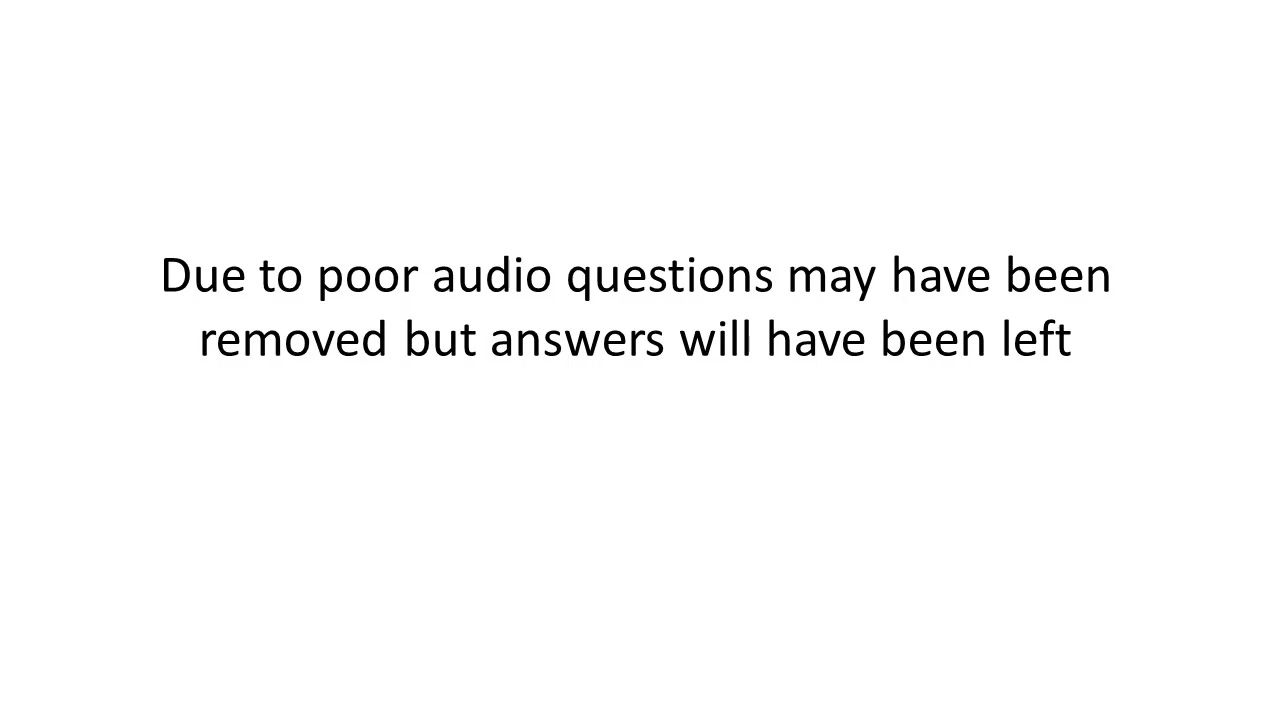 Due to poor audio questions may have been
removed but answers will have been left